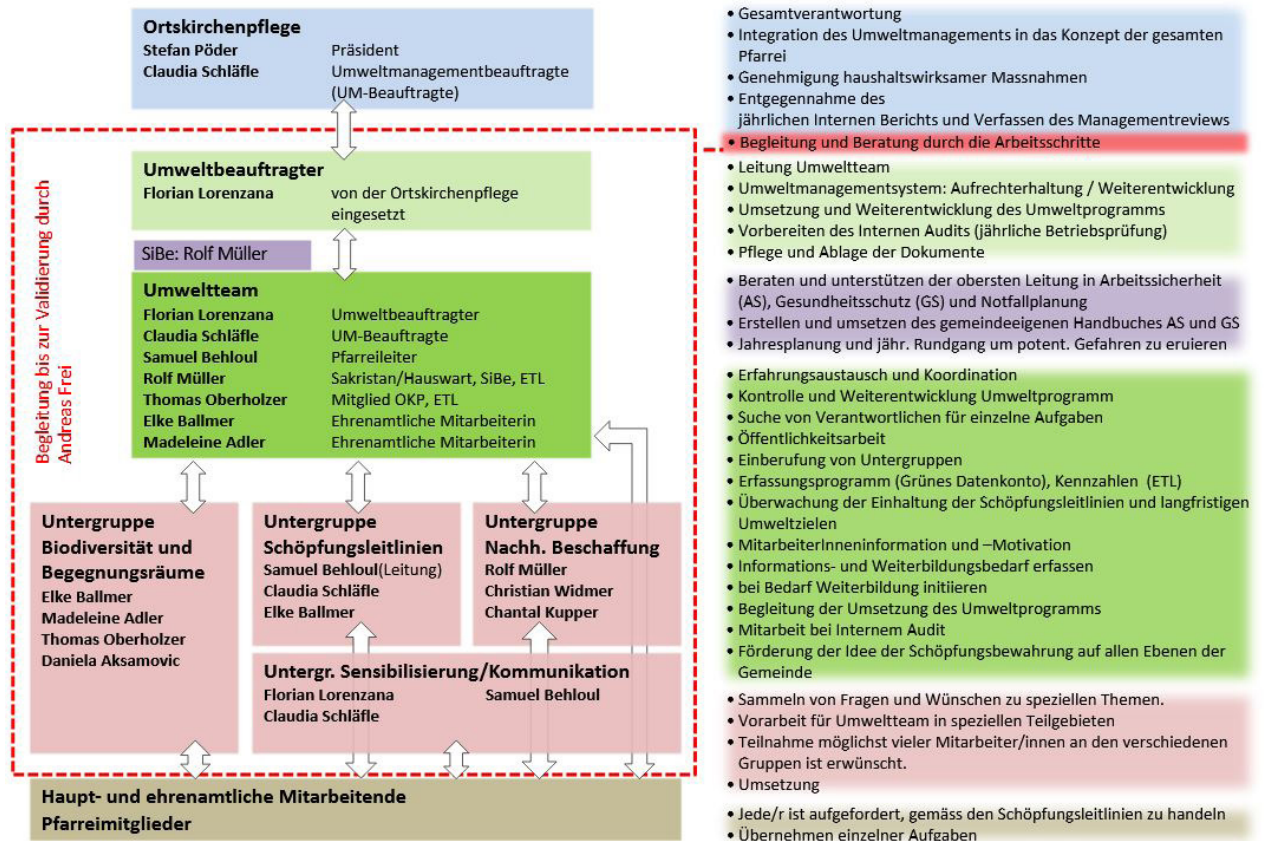 Ortskirchenpflege
Stefan Pöder Präsident
Claudia Schläfle Umweltmanagementbeauftragte
(UM-Beauftragte)
Begleitung bis zur Validierung durch
Andreas Frei
Umweltbeauftragter
Florian Lorenzana von der Ortskirchenpflege
eingesetzt
SiBe: Rolf Müller
Umweltteam
Florian Lorenzana Umweltbeauftragter
Claudia Schläfle UM-Beauftragte
Samuel Behloul Pfarreileiter
Rolf Müller Sakristan/Hauswart, SiBe, ETL
Thomas Oberholzer Mitglied OKP, ETL
Elke Ballmer Ehrenamtliche Mitarbeiterin
Madeleine Adler Ehrenamtliche Mitarbeiterin
Untergruppe
Biodiversität und
Begegnungsräume
Elke Ballmer
Madeleine Adler
Thomas Oberholzer
Daniela Aksamovic
Untergruppe
Schöpfungsleitlinien
Samuel Behloul(Leitung)
Claudia Schläfle
Elke Ballmer
Untergruppe
Nachh. Beschaffung
Rolf Müller
Christian Widmer
Chantal Kupper
Untergr. Sensibilisierung/Kommunikation
Florian Lorenzana Samuel Behloul
Claudia Schläfle
Haupt- und ehrenamtliche Mitarbeitende
Pfarreimitglieder
• Gesamtverantwortung
• Integration des Umweltmanagements in das Konzept der gesamten
Pfarrei
• Genehmigung haushaltswirksamer Massnahmen
• Entgegennahme des
jährlichen Internen Berichts und Verfassen des Managementreviews
• Begleitung und Beratung durch die Arbeitsschritte
• Leitung Umweltteam
• Umweltmanagementsystem: Aufrechterhaltung / Weiterentwicklung
• Umsetzung und Weiterentwicklung des Umweltprogramms
• Vorbereiten des Internen Audits (jährliche Betriebsprüfung)
• Pflege und Ablage der Dokumente
• Beraten und unterstützen der obersten Leitung in Arbeitssicherheit
(AS), Gesundheitsschutz (GS) und Notfallplanung
• Erstellen und umsetzen des gemeindeeigenen Handbuches AS und GS
• Jahresplanung und jähr. Rundgang um potent. Gefahren zu eruieren
• Erfahrungsaustausch und Koordination
• Kontrolle und Weiterentwicklung Umweltprogramm
• Suche von Verantwortlichen für einzelne Aufgaben
• Öffentlichkeitsarbeit
• Einberufung von Untergruppen
• Erfassungsprogramm (Grünes Datenkonto), Kennzahlen (ETL)
• Überwachung der Einhaltung der Schöpfungsleitlinien und langfristigen
Umweltzielen
• MitarbeiterInneninformation und –Motivation
• Informations- und Weiterbildungsbedarf erfassen
• bei Bedarf Weiterbildung initiieren
• Begleitung der Umsetzung des Umweltprogramms
• Mitarbeit bei Internem Audit
• Förderung der Idee der Schöpfungsbewahrung auf allen Ebenen der
Gemeinde
• Sammeln von Fragen und Wünschen zu speziellen Themen.
• Vorarbeit für Umweltteam in speziellen Teilgebieten
• Teilnahme möglichst vieler Mitarbeiter/innen an den verschiedenen
Gruppen ist erwünscht.
• Umsetzung
• Jede/r ist aufgefordert, gemäss den Schöpfungsleitlinien zu handeln
• Übernehmen einzelner Aufgaben